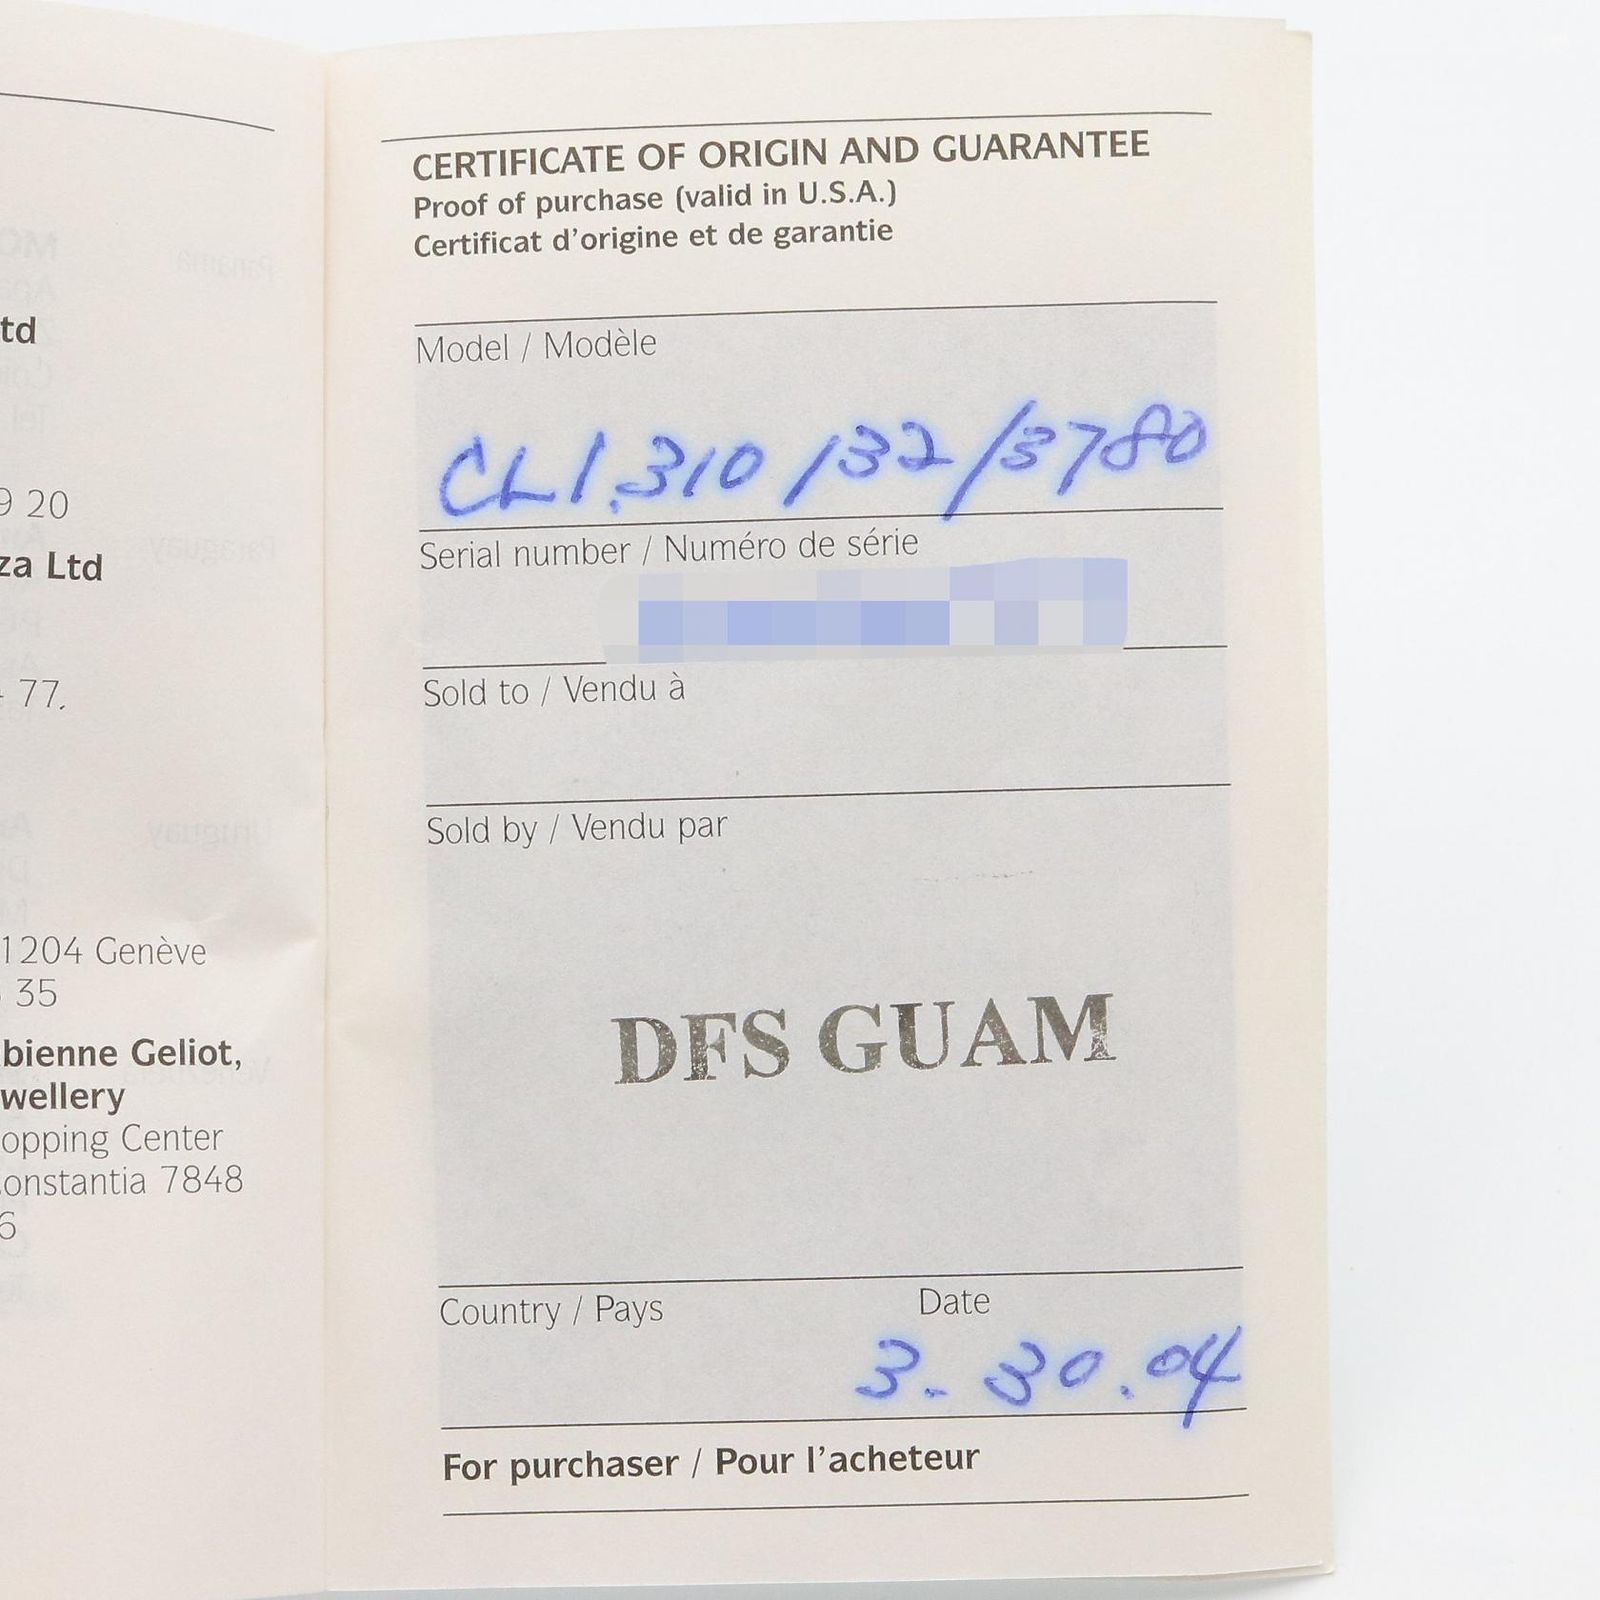 td
9 20
za Ltd
77.
1204 Genève
35
bienne Geliot,
wellery
opping Center
onstantia 7848
6
CERTIFICATE OF ORIGIN AND GUARANTEE
Proof of purchase (valid in U.S.A.)
Certificat d'origine et de garantie
Model / Modèle
CL1.310/32/3780
Serial number / Numéro de série
Sold to / Vendu à
Sold by / Vendu par
DFS GUAM
Country / Pays Date
3. 30.04
For purchaser / Pour l'acheteur